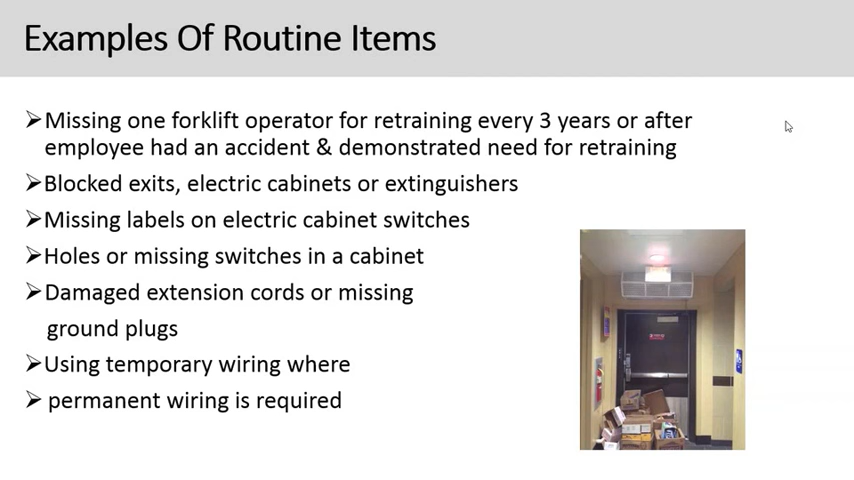 Examples Of Routine Items
➢Missing one forklift operator for retraining every 3 years or after
employee had an accident & demonstrated need for retraining
➢Blocked exits, electric cabinets or extinguishers
➢Missing labels on electric cabinet switches
➢Holes or missing switches in a cabinet
➢Damaged extension cords or missing
ground plugs
➢Using temporary wiring where
➢ permanent wiring is required